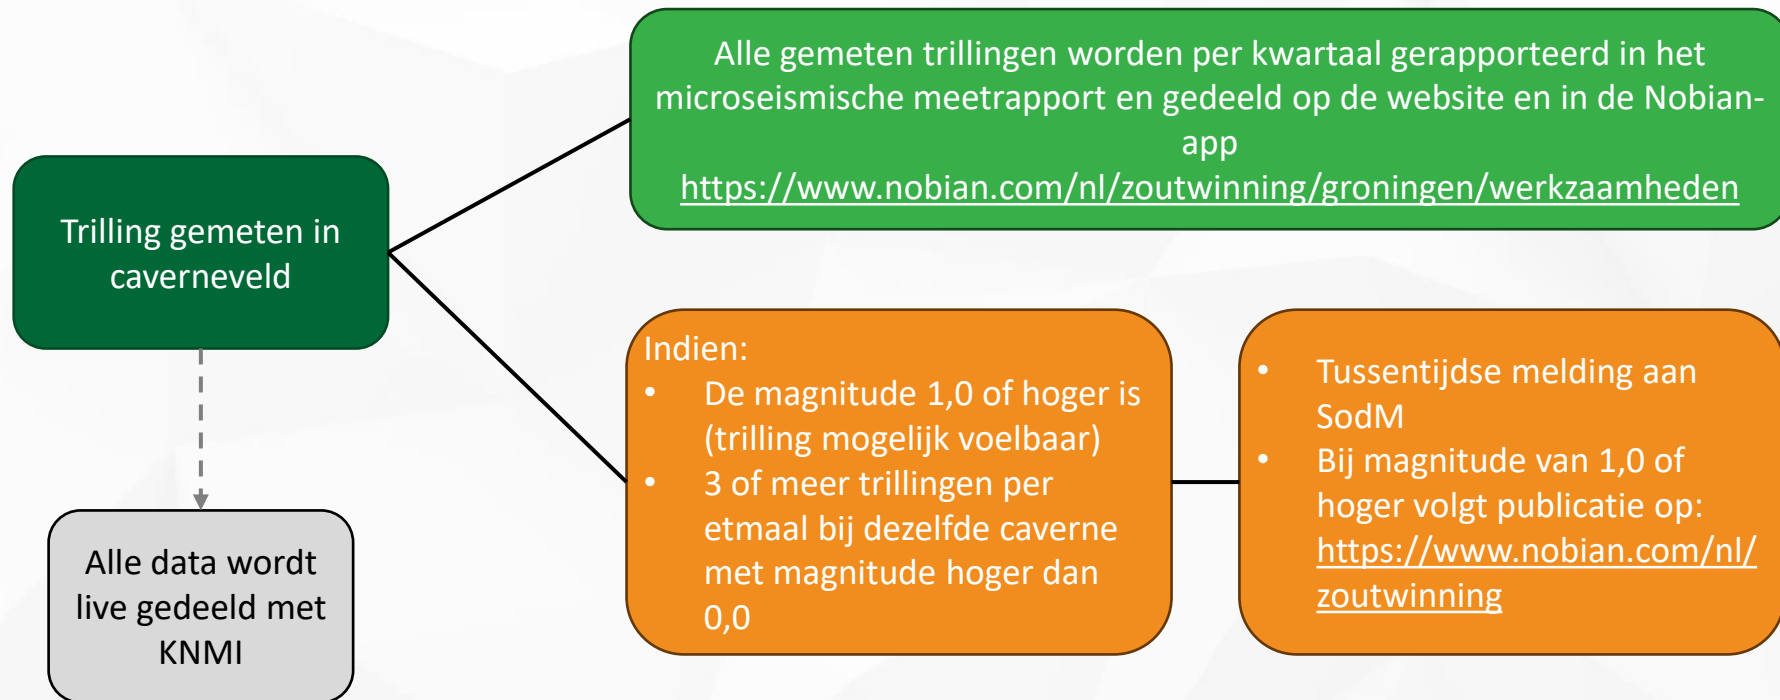 Alle gemeten trillingen worden per kwartaal gerapporteerd in het
microseismische meetrapport en gedeeld op de website en in de Nobian-
app
https://www.nobian.com/nl/zoutwinning/groningen/werkzaamheden
Trilling gemeten in
caverneveld
Indien:
• De magnitude 1,0 of hoger is
(trilling mogelijk voelbaar)
• 3 of meer trillingen per
etmaal bij dezelfde caverne
met magnitude hoger dan
0,0
• Tussentijdse melding aan
SodM
• Bij magnitude van 1,0 of
hoger volgt publicatie op:
https://www.nobian.com/nl/
zoutwinning
Alle data wordt
live gedeeld met
KNMI